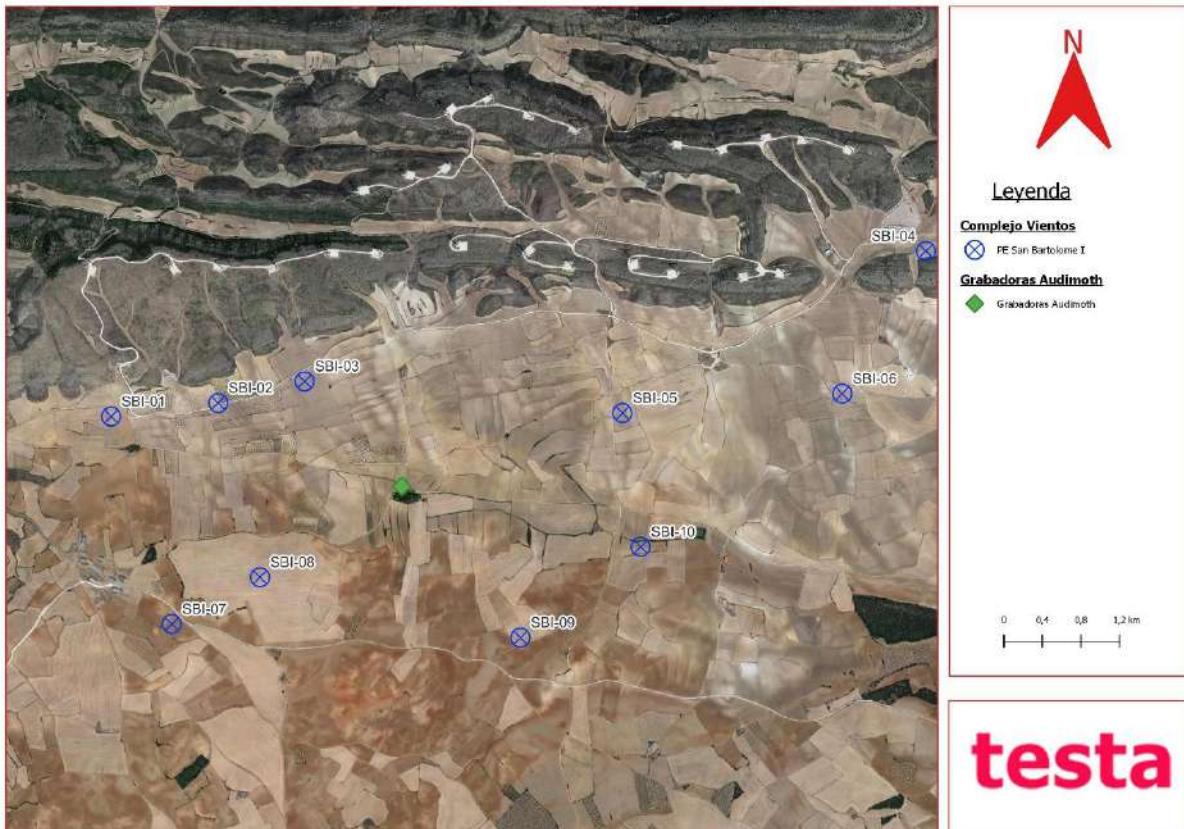 N
Leyenda
Complejo Vientos
PE San Bartolome I
Grabadoras Audimoth
Grabadoras Audimoth
SBI-04
SBI-03
SBI-06
SBI-02
SBI-01
SBI-05
SBI-10
SBI-08
SBI-07
SBI-09
0 0,4 0,8 1,2 km
testa